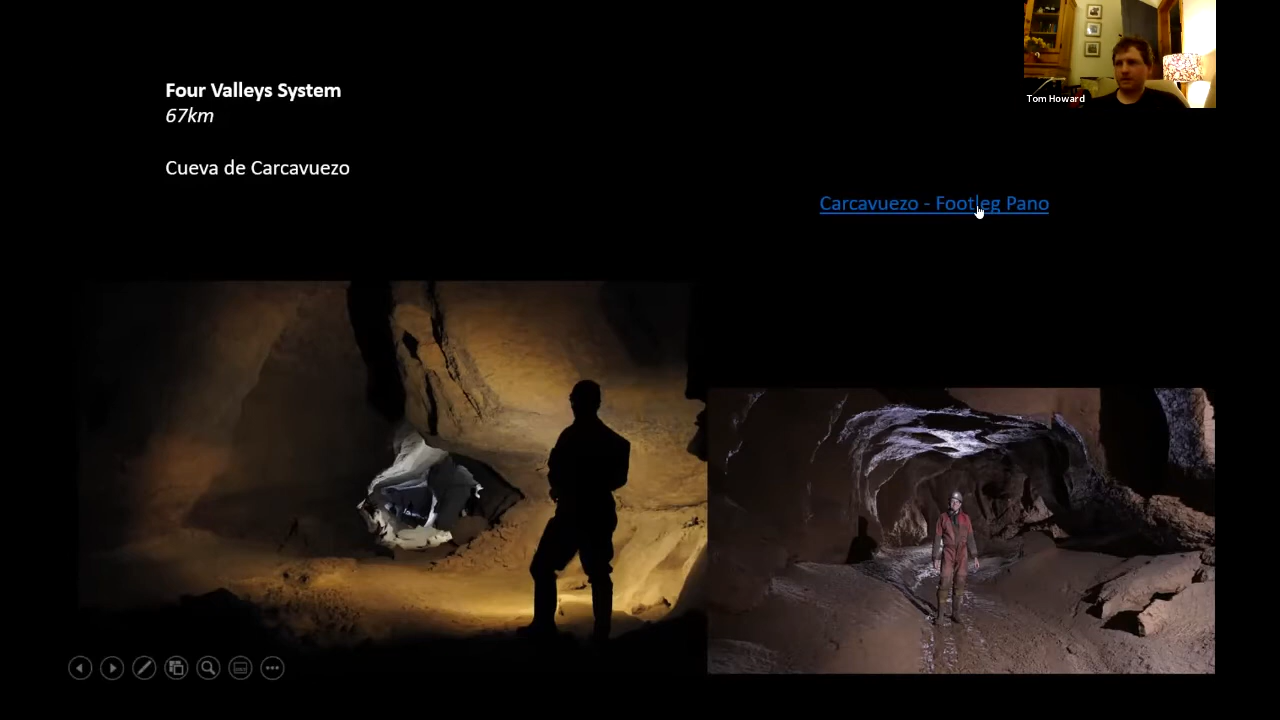 Four Valleys System
67km
Cueva de Carcavuezo
Carcavuezo - Footleg Pano
Tom Howard